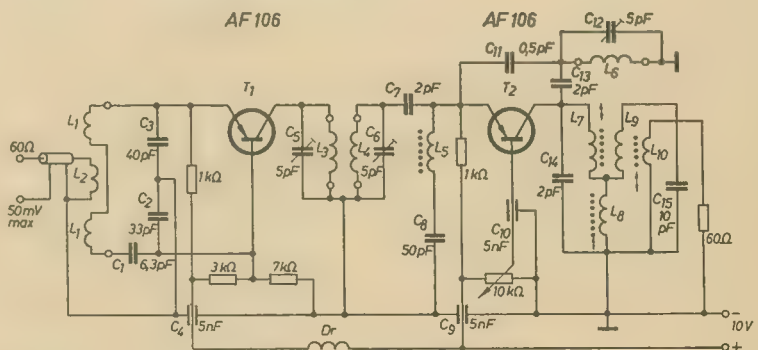 AF 106
AF 106
C12
5pF
C11
0,5pF
L6
T1
C7
2pF
T2
C13
2pF
L1
C3
40pF
60Ω
L2
50mV
max
L1
C2
33pF
C1
6,3pF
1kΩ
C5
5pF
L3
L4
C6
5pF
L5
1kΩ
C8
50pF
C10
5nF
C14
2pF
L7
L9
L10
L8
C15
10
pF
60Ω
3kΩ
7kΩ
10kΩ
C4
5nF
C9
5nF
Dr
−
10V
+